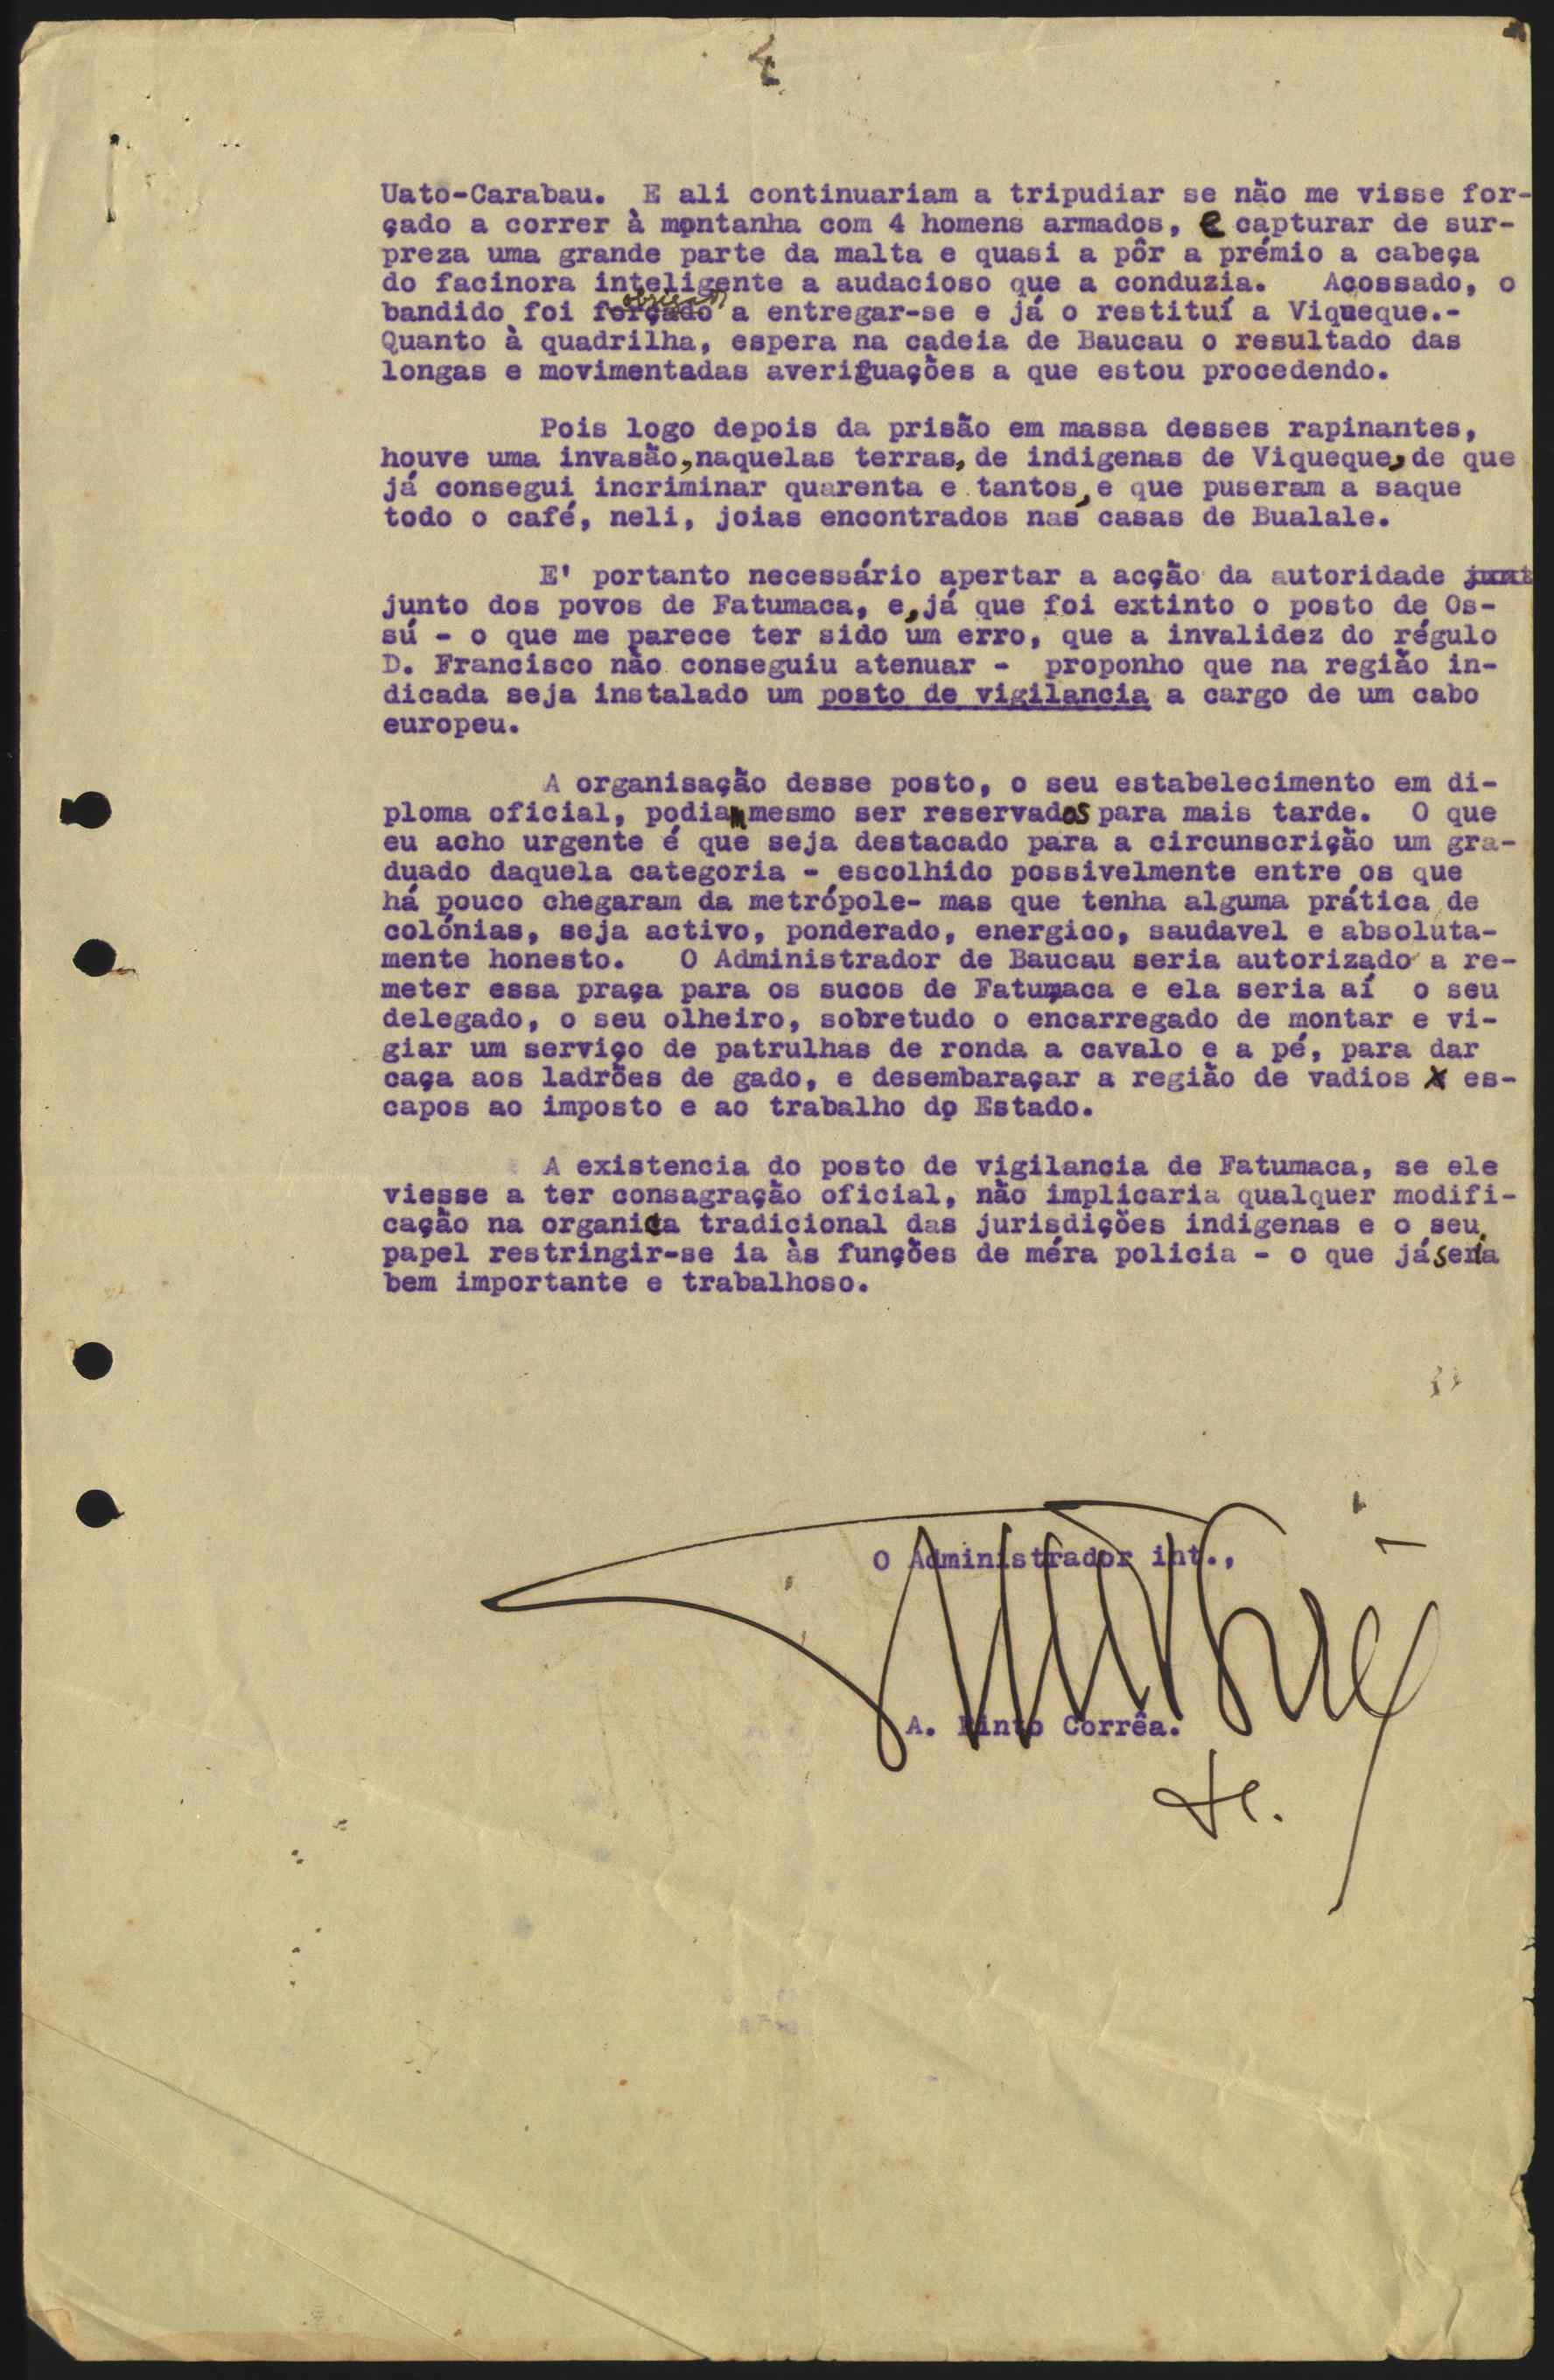 4
Uato-Carabau. E ali continuariam a tripudiar se não me visse for-
çado a correr à montanha com 4 homens armados, e capturar de sur-
preza uma grande parte da malta e quasi a pôr a prémio a cabeça
do facinora inteligente a audacioso que a conduzia. Acossado, o
obrigado
bandido foi forçado a entregar-se e já o restituí a Viqueque.-
Quanto à quadrilha, espera na cadeia de Baucau o resultado das
longas e movimentadas averiguações a que estou procedendo.
Pois logo depois da prisão em massa desses rapinantes,
houve uma invasão, naquelas terras, de indigenas de Viqueque, de que
já consegui incriminar quarenta e tantos, e que puseram a saque
todo o café, neli, joias encontrados nas casas de Bualale.
E' portanto necessário apertar a acção da autoridade junt
junto dos povos de Fatumaca, e, já que foi extinto o posto de Os-
sú - o que me parece ter sido um erro, que a invalidez do régulo
D. Francisco não conseguiu atenuar - proponho que na região in-
dicada seja instalado um posto de vigilancia a cargo de um cabo
europeu.
A organisação desse posto, o seu estabelecimento em di-
ploma oficial, podiam mesmo ser reservados para mais tarde. O que
eu acho urgente é que seja destacado para a circunscrição um gra-
duado daquela categoria - escolhido possivelmente entre os que
há pouco chegaram da metrópole- mas que tenha alguma prática de
colónias, seja activo, ponderado, energico, saudavel e absoluta-
mente honesto. O Administrador de Baucau seria autorizado a re-
meter essa praça para os sucos de Fatumaca e ela seria aí o seu
delegado, o seu olheiro, sobretudo o encarregado de montar e vi-
giar um serviço de patrulhas de ronda a cavalo e a pé, para dar
caça aos ladrões de gado, e desembaraçar a região de vadios es-
capos ao imposto e ao trabalho do Estado.
A existencia do posto de vigilancia de Fatumaca, se ele
viesse a ter consagração oficial, não implicaria qualquer modifi-
cação na organica tradicional das jurisdições indigenas e o seu
papel restringir-se ia às funções de méra policia - o que já seria
bem importante e trabalhoso.
O Administrador int.,
A. Pinto Corrêa.